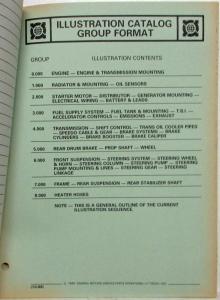 ILLUSTRATION CATALOG
GROUP FORMAT
GROUP ILLUSTRATION CONTENTS
0.000 ENGINE — ENGINE & TRANSMISSION MOUNTING
1.000 RADIATOR & MOUNTING — OIL SENSORS
2.000 STARTER MOTOR — DISTRIBUTOR — GENERATOR MOUNTING
— ELECTRICAL WIRING — BATTERY & LEADS
3.000 FUEL SUPPLY SYSTEM — FUEL TANK & MOUNTING — T.B.I. —
ACCELERATOR CONTROLS — EMISSIONS — EXHAUST
4.000 TRANSMISSION — SHIFT CONTROL — TRANS OIL COOLER PIPES
— SPEEDO CABLE & GEAR — BRAKE SYSTEMS — BRAKE
CYLINDERS — BRAKE BOOSTER — BRAKE CALIPER
5.000 REAR DRUM BRAKE — PROP SHAFT — WHEEL
6.000 FRONT SUSPENSION — STEERING SYSTEM — STEERING WHEEL
& HORN — STEERING COLUMN — STEERING PUMP — STEERING
PUMP MOUNTING & LINES — STEERING GEAR — STEERING
LINKAGE
7.000 FRAME — REAR SUSPENSION — REAR STABILIZER SHAFT
8.000 HEATER HOSES
NOTE — THIS IS A GENERAL OUTLINE OF THE CURRENT
ILLUSTRATION SEQUENCE.